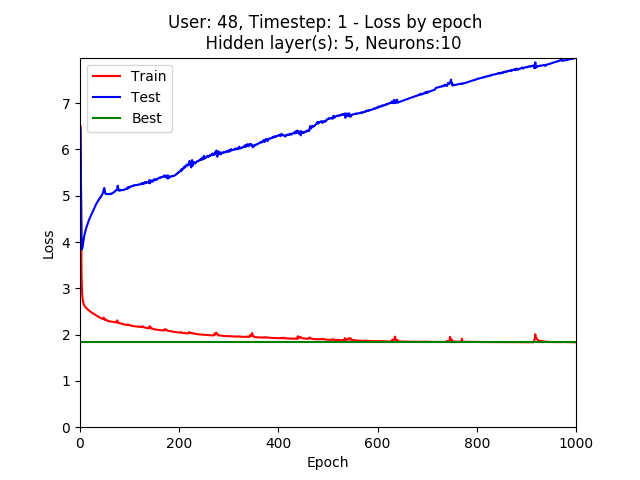 User: 48, Timestep: 1 - Loss by epoch
Hidden layer(s): 5, Neurons:10
Train
Test
Best
7
6
5
4
3
2
1
0
Loss
0 200 400 600 800 1000
Epoch